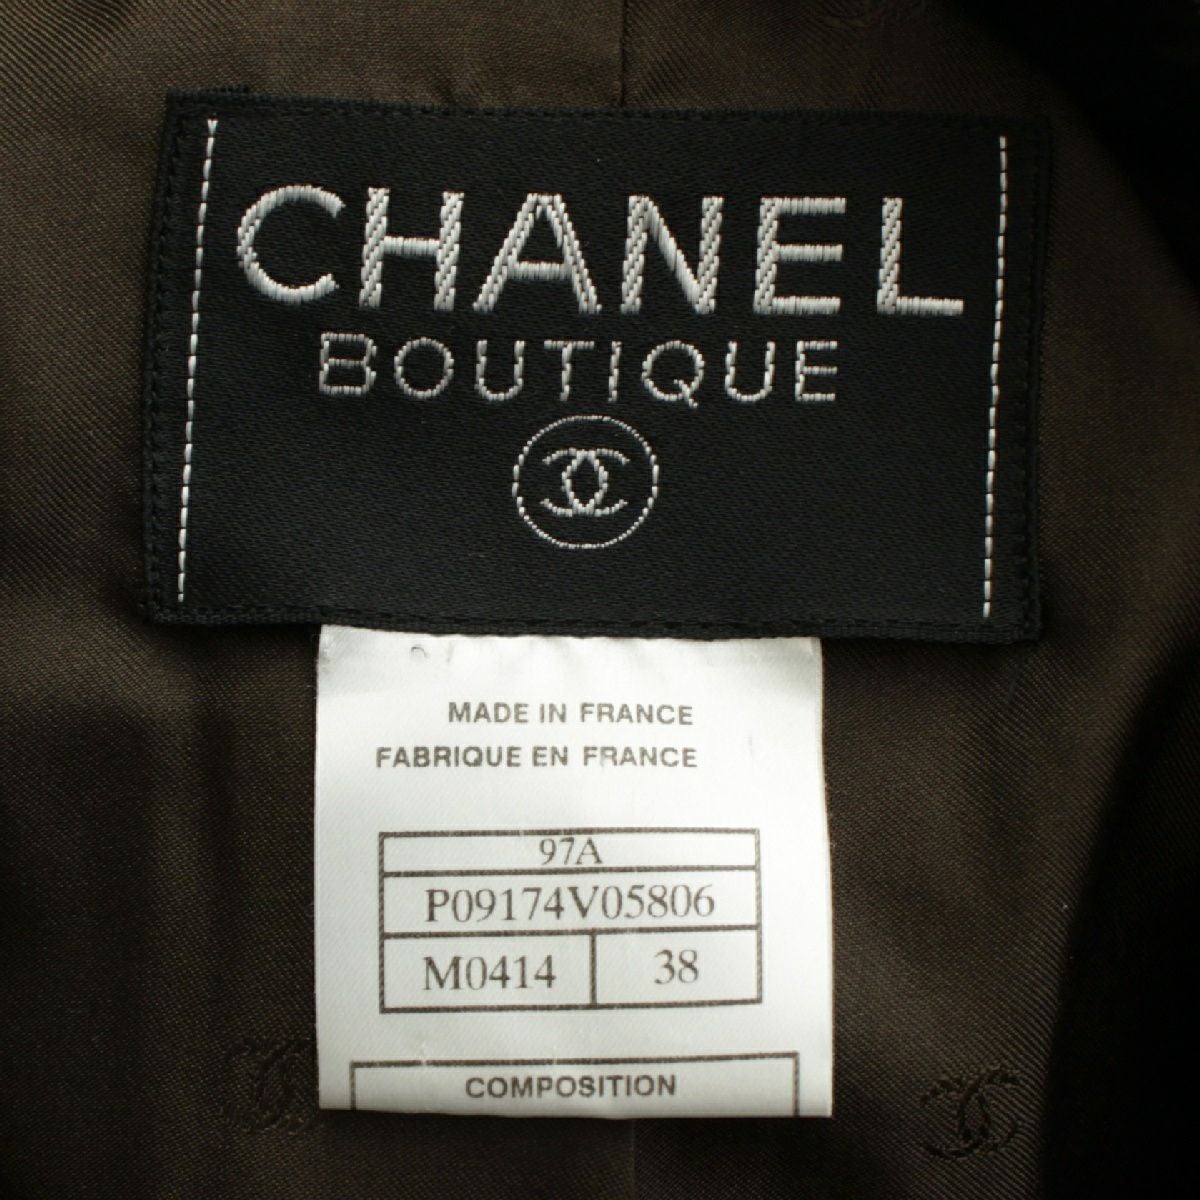 CHANEL
BOUTIQUE
MADE IN FRANCE
FABRIQUE EN FRANCE
97A
P09174V05806
M0414 38
COMPOSITION